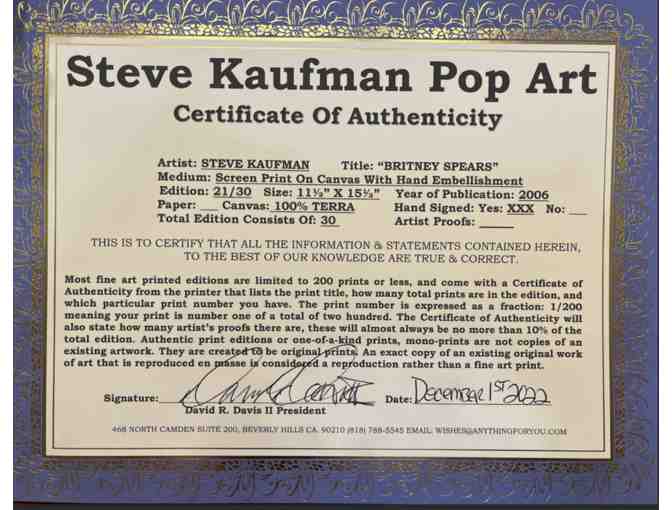 Steve Kaufman Pop Art
Certificate Of Authenticity
Artist: STEVE KAUFMAN Title: "BRITNEY SPEARS"
Medium: Screen Print On Canvas With Hand Embellishment
Edition: 21/30 Size: 11½" X 15½" Year of Publication: 2006
Paper: ___ Canvas: 100% TERRA Hand Signed: Yes: XXX No: ___
Total Edition Consists Of: 30 Artist Proofs: _____
THIS IS TO CERTIFY THAT ALL THE INFORMATION & STATEMENTS CONTAINED HEREIN,
TO THE BEST OF OUR KNOWLEDGE ARE TRUE & CORRECT.
Most fine art printed editions are limited to 200 prints or less, and come with a Certificate of
Authenticity from the printer that lists the print title, how many total prints are in the edition, and
which particular print number you have. The print number is expressed as a fraction: 1/200
meaning your print is number one of a total of two hundred. The Certificate of Authenticity will
also state how many artist's proofs there are, these will almost always be no more than 10% of the
total edition. Authentic print editions or one-of-a-kind prints, mono-prints are not copies of an
existing artwork. They are created to be original prints. An exact copy of an existing original work
of art that is reproduced en masse is considered a reproduction rather than a fine art print.
Signature: Date: DECEMBER 1ST 2022
David R. Davis II President
468 NORTH CAMDEN SUITE 200, BEVERLY HILLS CA. 90210 (818) 788-5545 EMAIL: WISHES@ANYTHINGFORYOU.COM